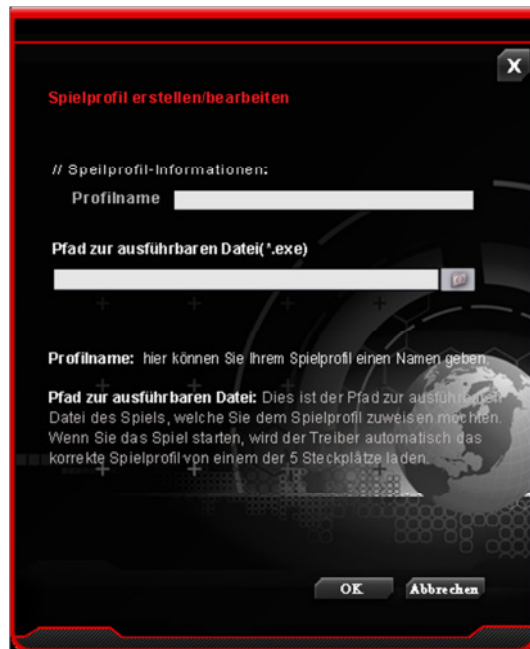 X
Spielprofil erstellen/bearbeiten
// Speilprofil-Informationen:
Profilname
Pfad zur ausführbaren Datei(*.exe)
Profilname: hier können Sie Ihrem Spielprofil einen Namen geben.
Pfad zur ausführbaren Datei: Dies ist der Pfad zur ausführbaren
Datei des Spiels, welche Sie dem Spielprofil zuweisen möchten.
Wenn Sie das Spiel starten, wird der Treiber automatisch das
korrekte Spielprofil von einem der 5 Steckplätze laden.
OK
Abbrechen